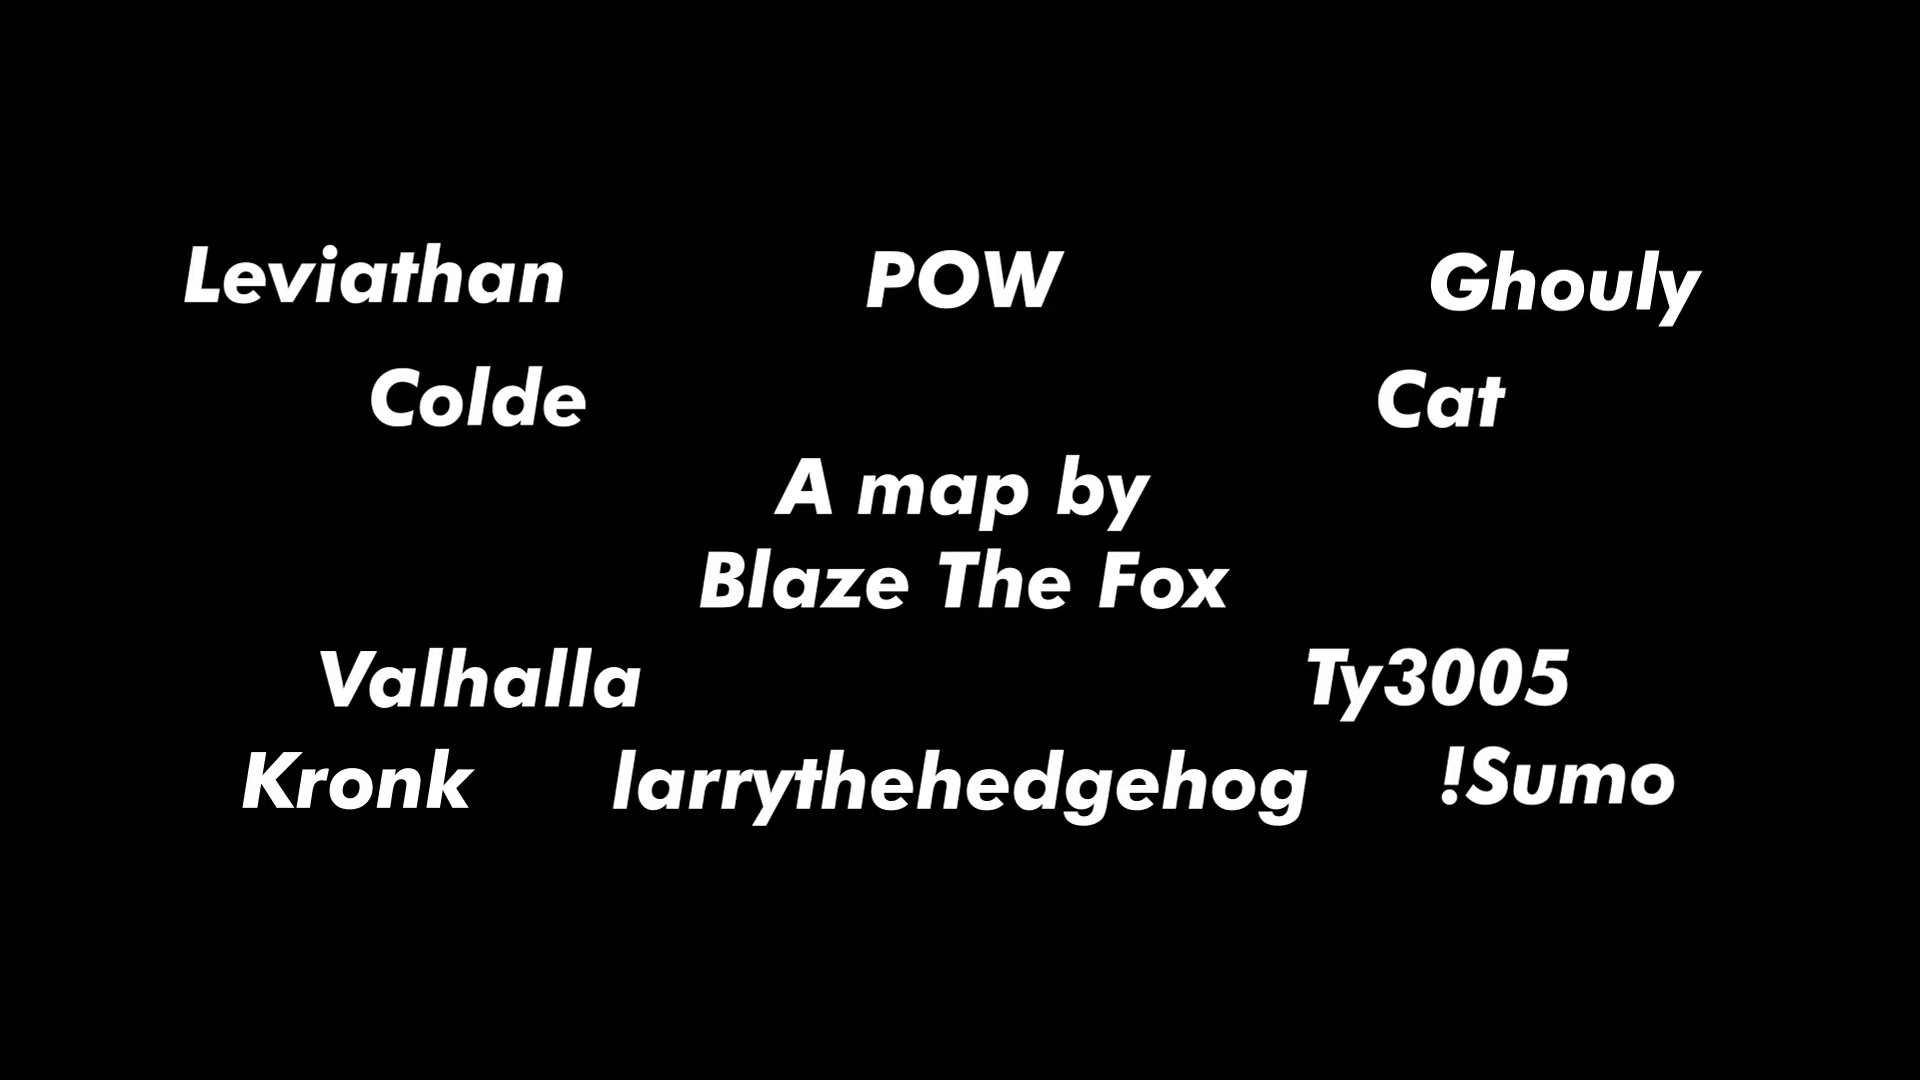 Leviathan POW Ghouly
Colde Cat
A map by
Blaze The Fox
Valhalla Ty3005
Kronk larrythehedgehog !Sumo